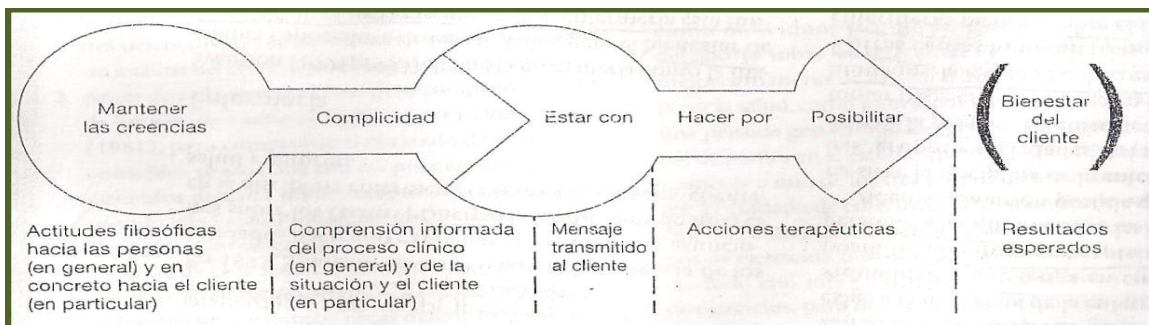 Mantener
las creencias
Complicidad
Estar con
Hacer por
Posibilitar
Bienestar
del
cliente
Actitudes filosóficas
hacia las personas
(en general) y en
concreto hacia el cliente
(en particular)
Comprensión informada
del proceso clínico
(en general) y de la
situación y el cliente
(en particular)
Mensaje
transmitido
al cliente
Acciones terapéuticas
Resultados
esperados